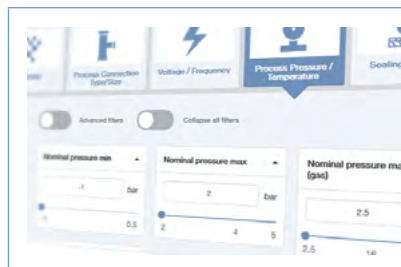 Process Connection
Type/Size
Voltage / Frequency
Process Pressure /
Temperature
Sealing
Advanced filters
Collapse all filters
Nominal pressure min
Nominal pressure max
Nominal pressure ma
(gas)
-1
bar
2
bar
2.5
-1
0.5
2
4
5
2.5
16